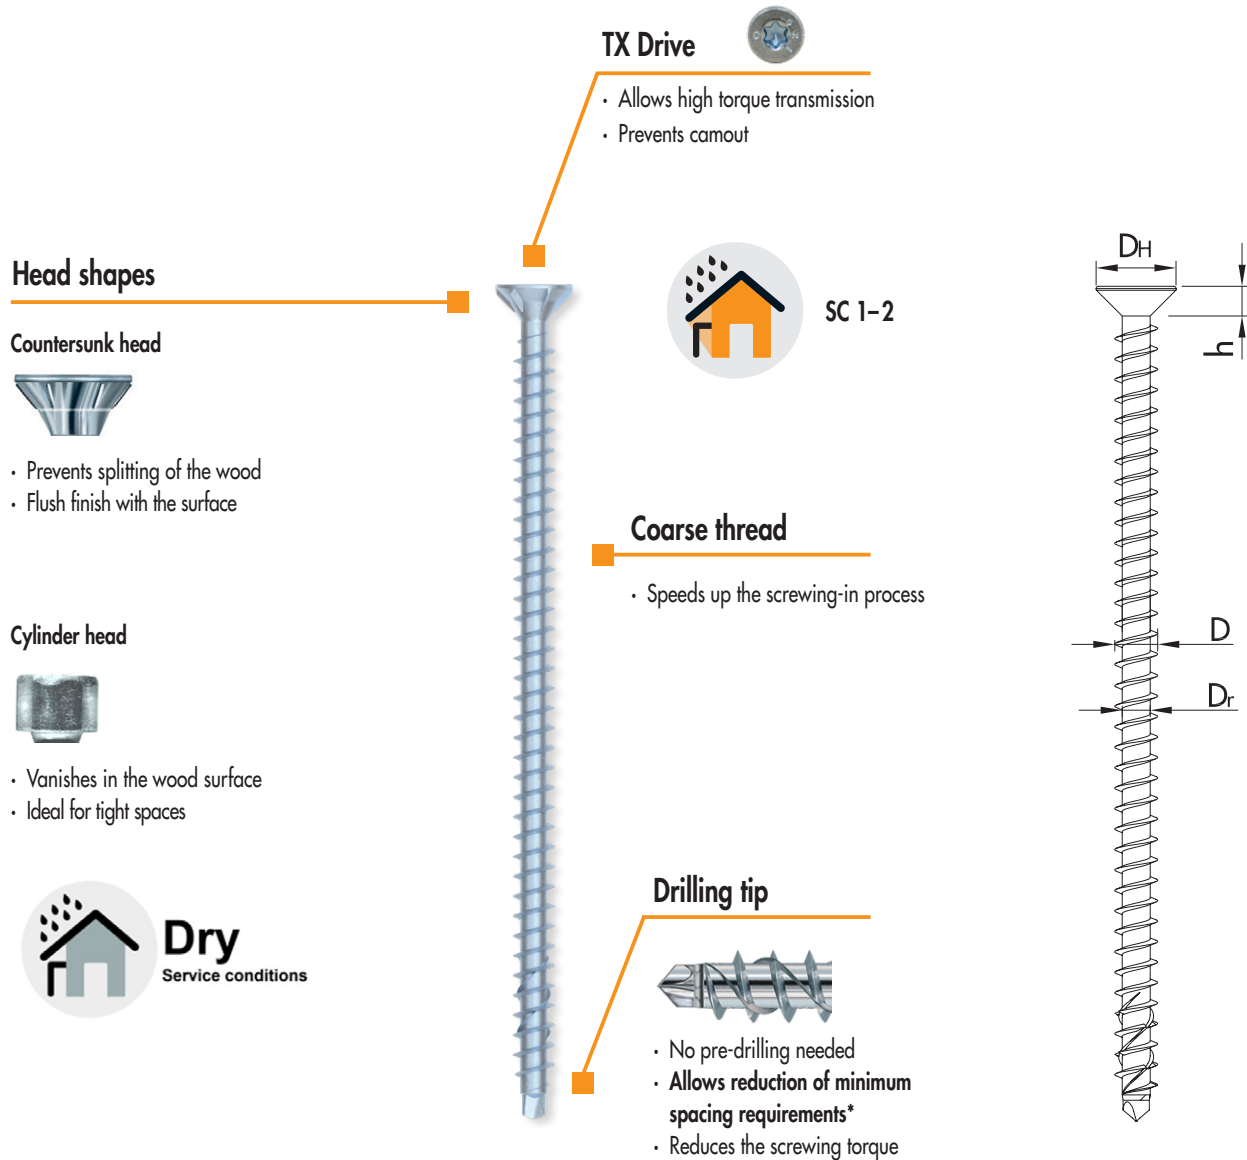 TX Drive
· Allows high torque transmission
· Prevents camout
Head shapes
Countersunk head
· Prevents splitting of the wood
· Flush finish with the surface
SC 1–2
Coarse thread
· Speeds up the screwing-in process
Cylinder head
· Vanishes in the wood surface
· Ideal for tight spaces
Dry
Service conditions
Drilling tip
· No pre-drilling needed
· Allows reduction of minimum
spacing requirements*
· Reduces the screwing torque
DH
h
D
Dr